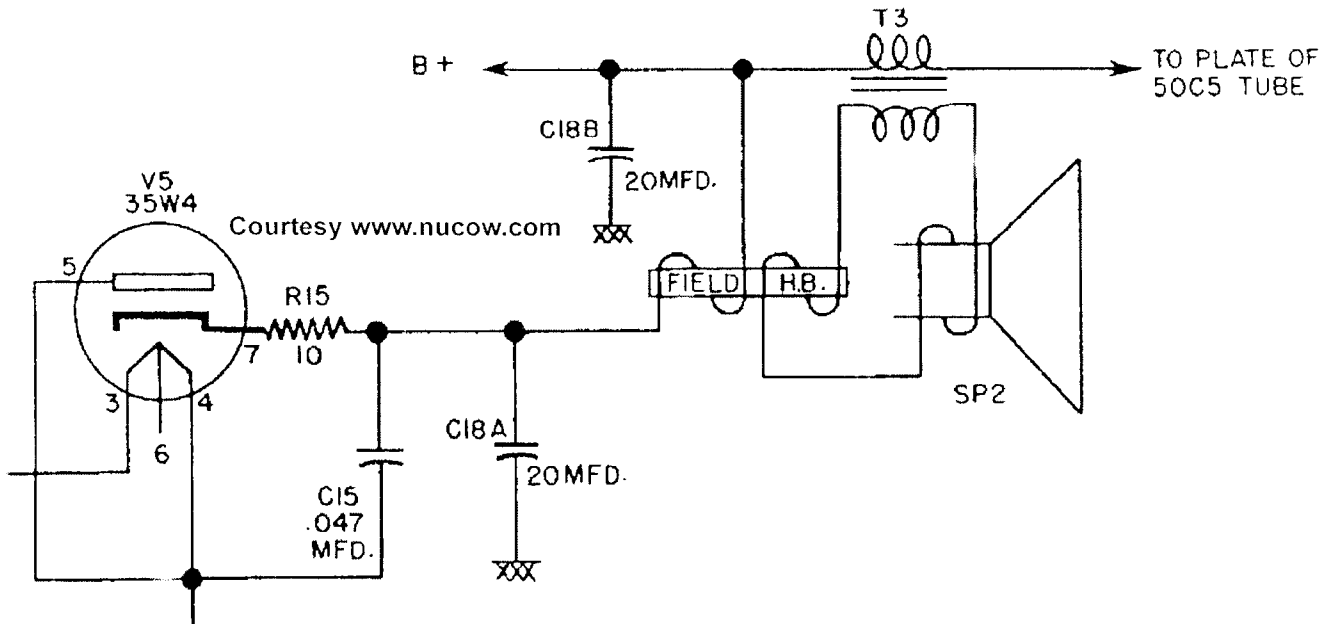 T3
B+
TO PLATE OF
50C5 TUBE
C18B
20MFD.
V5
35W4
Courtesy www.nucow.com
5
FIELD
H.B.
R15
10
7
3
4
6
C18A
20MFD.
SP2
C15
.047
MFD.